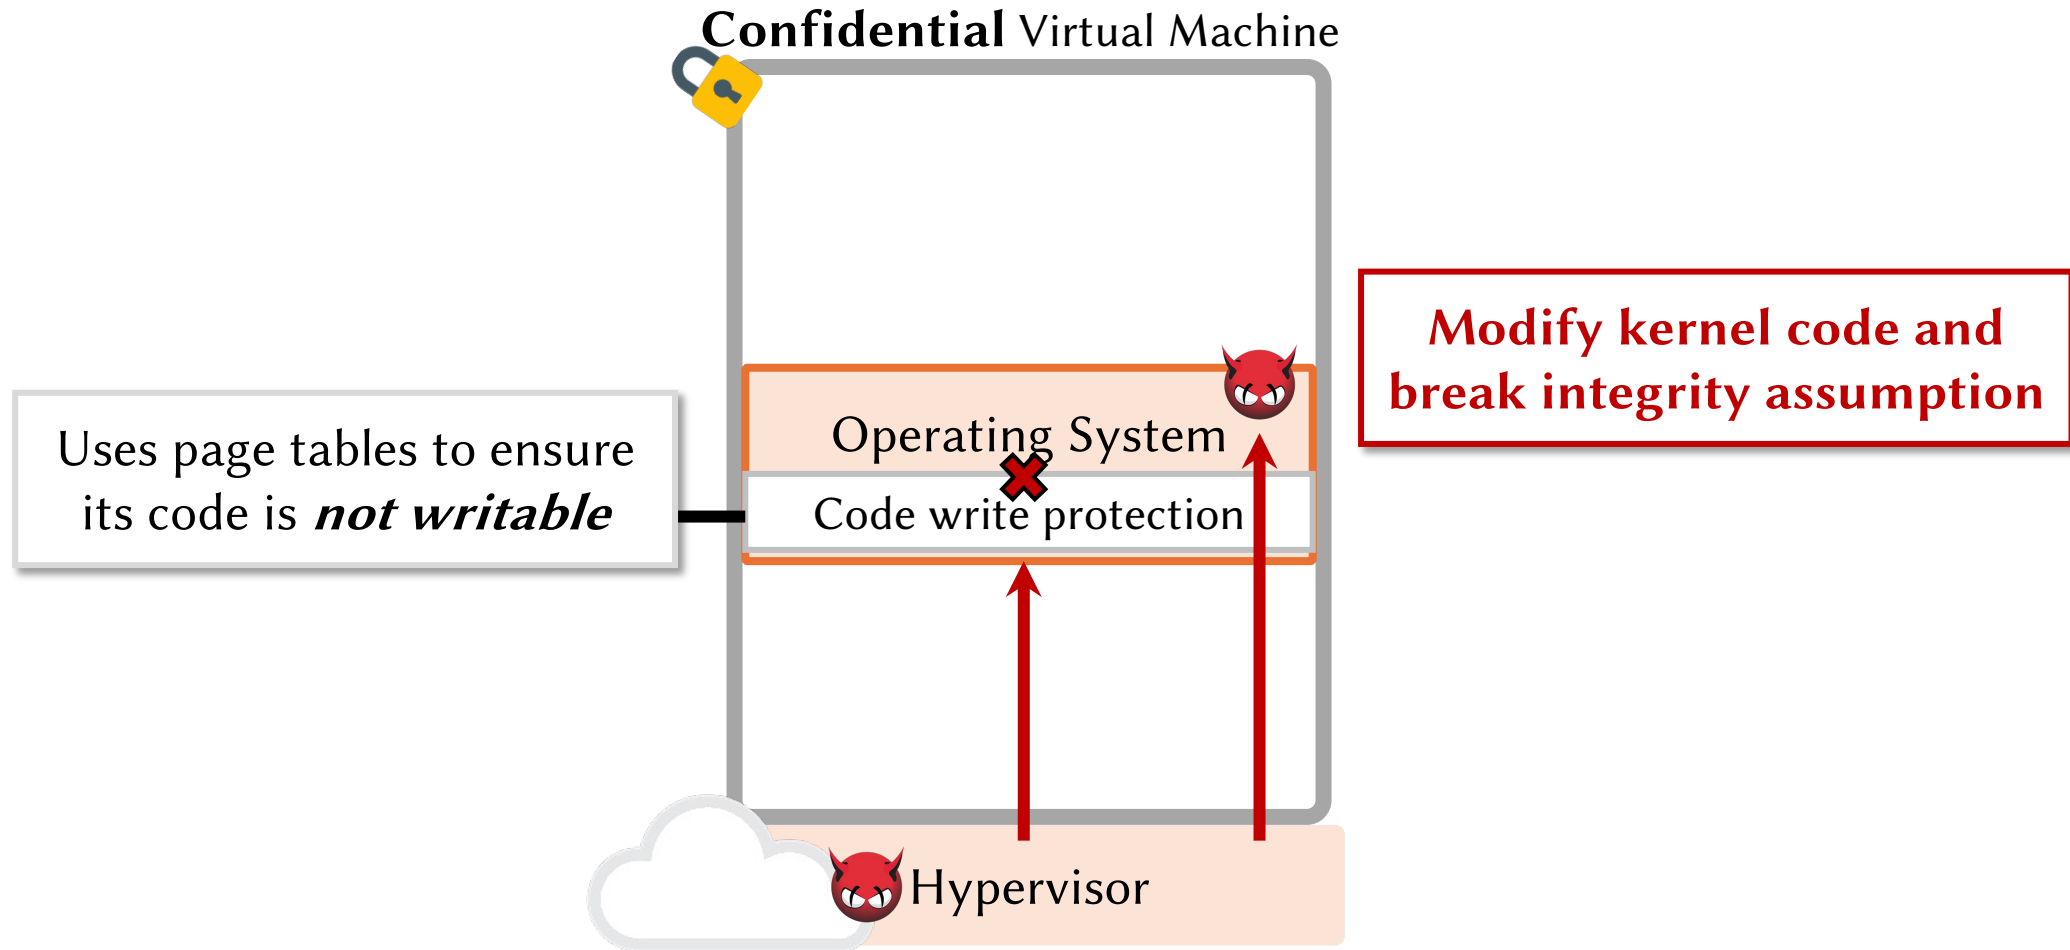 Confidential Virtual Machine
Modify kernel code and
break integrity assumption
Uses page tables to ensure
its code is not writable
Operating System
Code write protection
Hypervisor